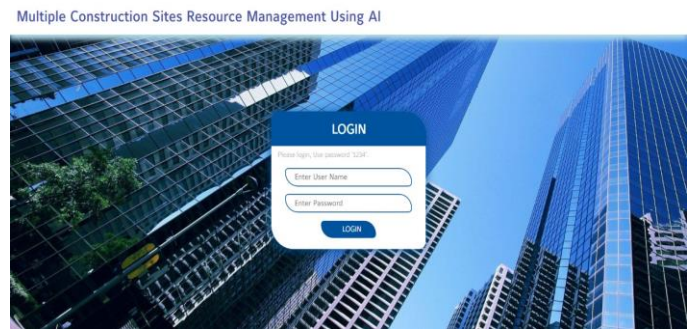 Multiple Construction Sites Resource Management Using AI
LOGIN
Please login, Use password: 1234.
Enter User Name
Enter Password
LOGIN